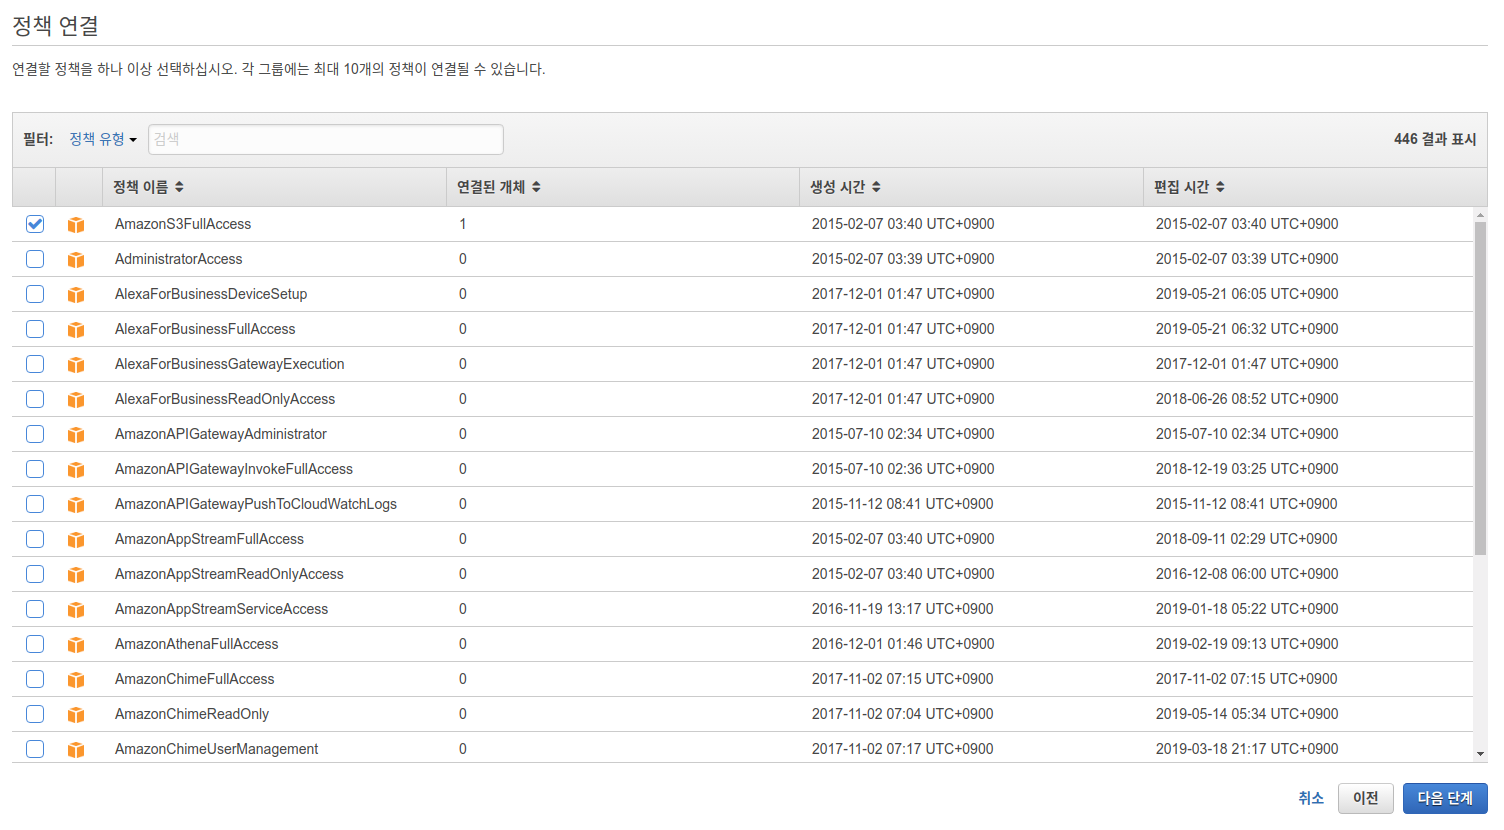 정책 연결
연결할 정책을 하나 이상 선택하십시오. 각 그룹에는 최대 10개의 정책이 연결될 수 있습니다.
필터: 정책 유형 검색 446 결과 표시
정책 이름 연결된 개체 생성 시간 편집 시간
AmazonS3FullAccess 1 2015-02-07 03:40 UTC+0900 2015-02-07 03:40 UTC+0900
AdministratorAccess 0 2015-02-07 03:39 UTC+0900 2015-02-07 03:39 UTC+0900
AlexaForBusinessDeviceSetup 0 2017-12-01 01:47 UTC+0900 2019-05-21 06:05 UTC+0900
AlexaForBusinessFullAccess 0 2017-12-01 01:47 UTC+0900 2019-05-21 06:32 UTC+0900
AlexaForBusinessGatewayExecution 0 2017-12-01 01:47 UTC+0900 2017-12-01 01:47 UTC+0900
AlexaForBusinessReadOnlyAccess 0 2017-12-01 01:47 UTC+0900 2018-06-26 08:52 UTC+0900
AmazonAPIGatewayAdministrator 0 2015-07-10 02:34 UTC+0900 2015-07-10 02:34 UTC+0900
AmazonAPIGatewayInvokeFullAccess 0 2015-07-10 02:36 UTC+0900 2018-12-19 03:25 UTC+0900
AmazonAPIGatewayPushToCloudWatchLogs 0 2015-11-12 08:41 UTC+0900 2015-11-12 08:41 UTC+0900
AmazonAppStreamFullAccess 0 2015-02-07 03:40 UTC+0900 2018-09-11 02:29 UTC+0900
AmazonAppStreamReadOnlyAccess 0 2015-02-07 03:40 UTC+0900 2016-12-08 06:00 UTC+0900
AmazonAppStreamServiceAccess 0 2016-11-19 13:17 UTC+0900 2019-01-18 05:22 UTC+0900
AmazonAthenaFullAccess 0 2016-12-01 01:46 UTC+0900 2019-02-19 09:13 UTC+0900
AmazonChimeFullAccess 0 2017-11-02 07:15 UTC+0900 2017-11-02 07:15 UTC+0900
AmazonChimeReadOnly 0 2017-11-02 07:04 UTC+0900 2019-05-14 05:34 UTC+0900
AmazonChimeUserManagement 0 2017-11-02 07:17 UTC+0900 2019-03-18 21:17 UTC+0900
취소 이전 다음 단계